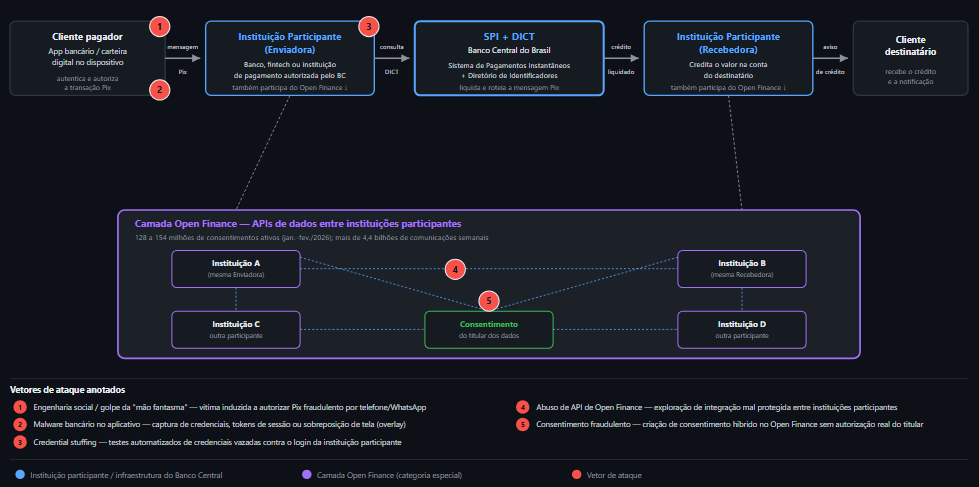 1
Cliente pagador
App bancário / carteira
digital no dispositivo
autentica e autoriza
a transação Pix
2
mensagem
Pix
Instituição Participante
(Enviadora)
Banco, fintech ou instituição
de pagamento autorizada pelo BC
também participa do Open Finance ↓
3
consulta
DICT
SPI + DICT
Banco Central do Brasil
Sistema de Pagamentos Instantâneos
+ Diretório de Identificadores
liquida e roteia a mensagem Pix
crédito
liquidado
Instituição Participante
(Recebedora)
Credita o valor na conta
do destinatário
também participa do Open Finance ↓
aviso
de crédito
Cliente
destinatário
recebe o crédito
e a notificação
Camada Open Finance — APIs de dados entre instituições participantes
128 a 154 milhões de consentimentos ativos (jan.-fev./2026); mais de 4,4 bilhões de comunicações semanais
Instituição A
(mesma Enviadora)
4
Instituição B
(mesma Recebedora)
5
Instituição C
outra participante
Consentimento
do titular dos dados
Instituição D
outra participante
Vetores de ataque anotados
1 Engenharia social / golpe da "mão fantasma" — vítima induzida a autorizar Pix fraudulento por telefone/WhatsApp
2 Malware bancário no aplicativo — captura de credenciais, tokens de sessão ou sobreposição de tela (overlay)
3 Credential stuffing — testes automatizados de credenciais vazadas contra o login da instituição participante
4 Abuso de API de Open Finance — exploração de integração mal protegida entre instituições participantes
5 Consentimento fraudulento — criação de consentimento híbrido no Open Finance sem autorização real do titular
Instituição participante / infraestrutura do Banco Central
Camada Open Finance (categoria especial)
Vetor de ataque